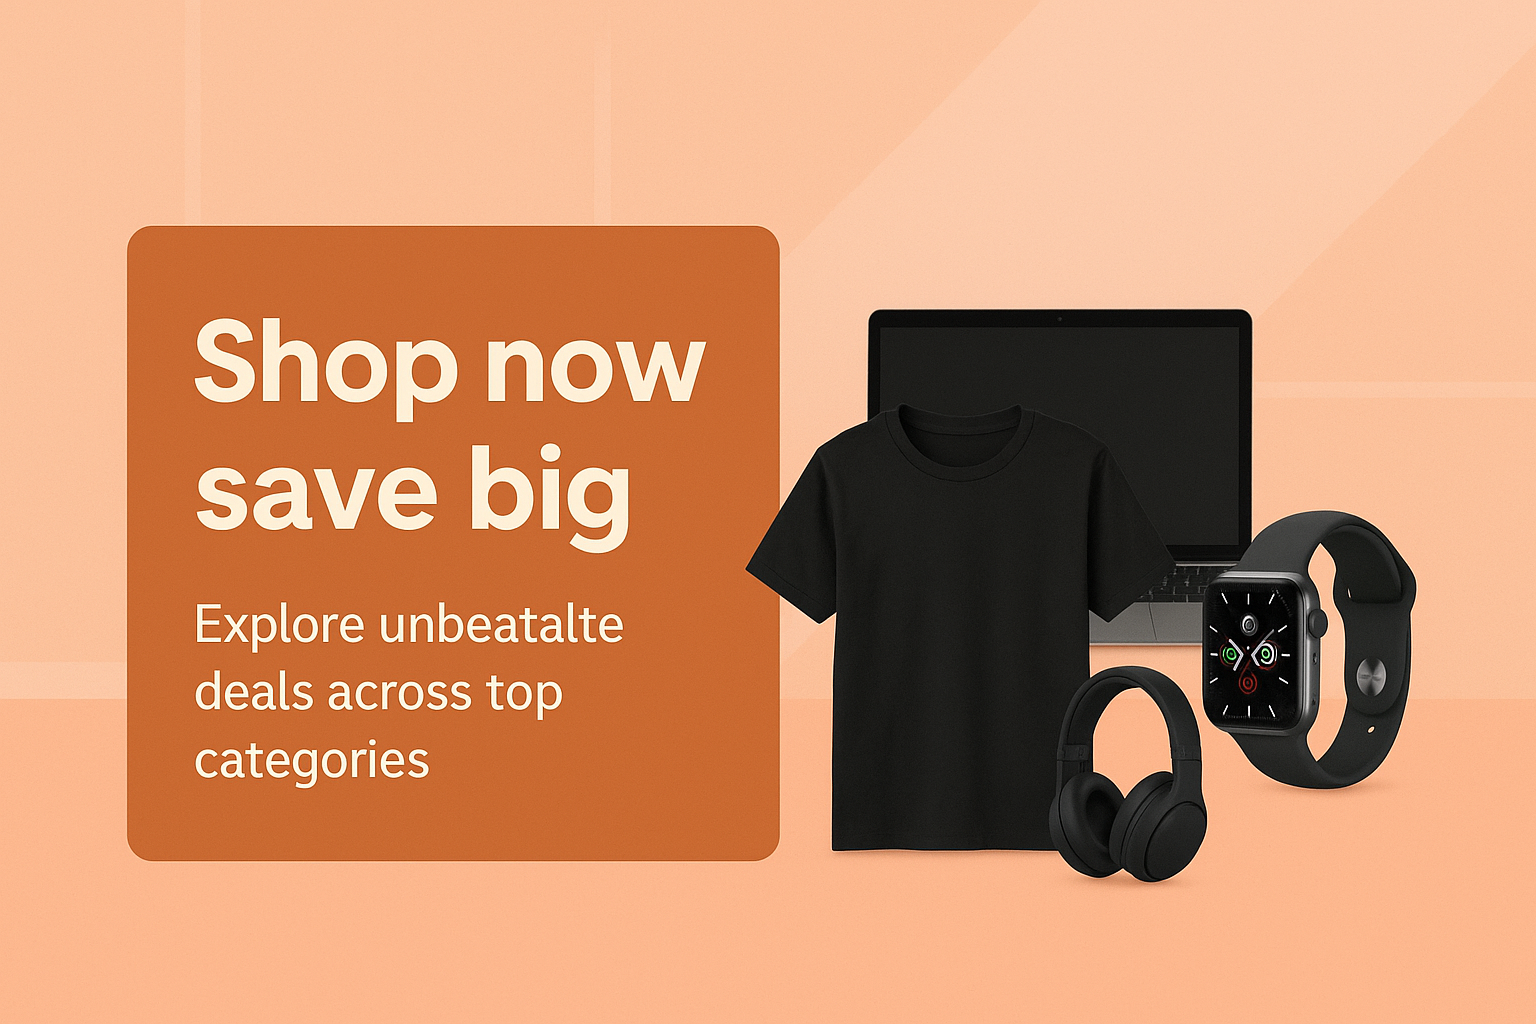 Shop now
save big
Explore unbeatalte
deals across top
categories